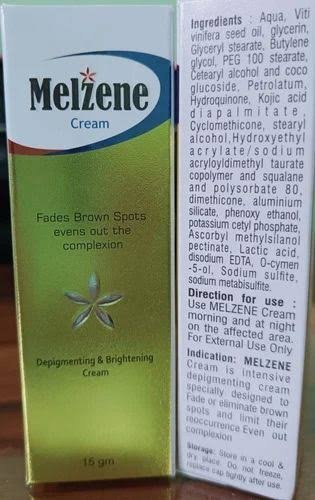 Melzene
Cream
Fades Brown Spots
evens out the
complexion
Depigmenting & Brightening
Cream
15 gm
Ingredients : Aqua, Viti
vinifera seed oil, glycerin,
Glyceryl stearate, Butylene
glycol, PEG 100 stearate,
Cetearyl alcohol and coco
glucoside, Petrolatum,
Hydroquinone, Kojic acid
diapalmitate,
Cyclomethicone, stearyl
alcohol,Hydroxyethyl
acrylate/sodium
acryloyldimethyl taurate
copolymer and squalane
and polysorbate 80,
dimethicone, aluminium
silicate, phenoxy ethanol,
potassium cetyl phosphate,
Ascorbyl methylsilanol
pectinate, Lactic acid,
disodium EDTA, O-cymen
-5-ol, Sodium sulfite,
sodium metabisulfite.
Direction for use :
Use MELZENE Cream
morning and at night
on the affected area.
For External Use Only
Indication: MELZENE
Cream is intensive
depigmenting cream
specially designed to
Fade or eliminate brown
spots and limit their
reoccurrence Even out
complexion
Storage: Store in a cool &
dry place. Do not freeze,
replace cap tightly after use.